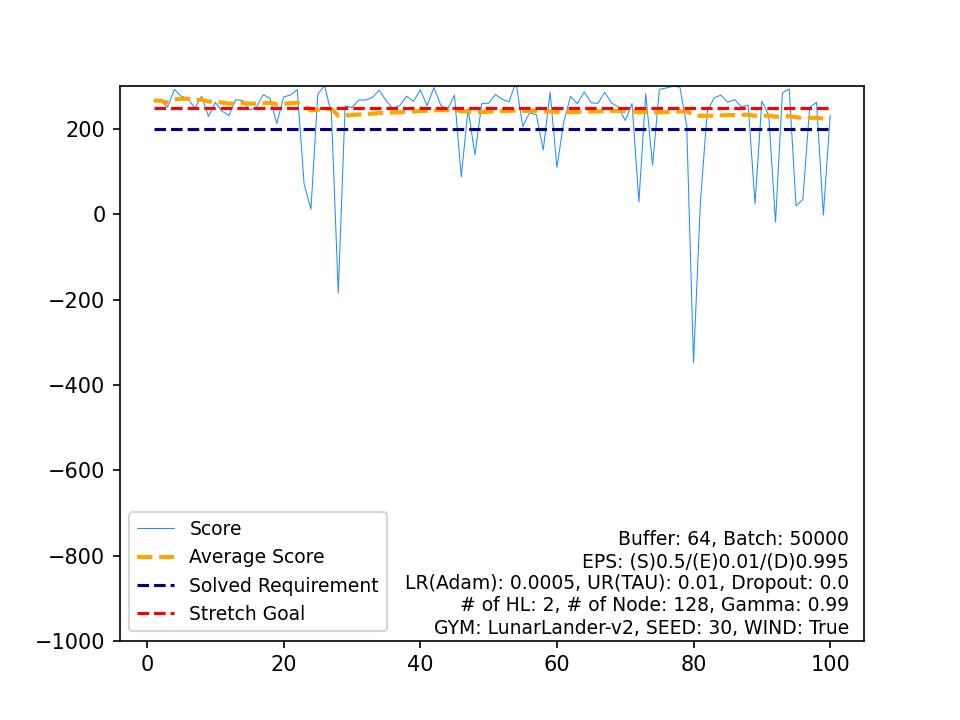 200
0
−200
−400
−600
−800
−1000
0
20
40
60
80
100
Score
Average Score
Solved Requirement
Stretch Goal
Buffer: 64, Batch: 50000
EPS: (S)0.5/(E)0.01/(D)0.995
LR(Adam): 0.0005, UR(TAU): 0.01, Dropout: 0.0
# of HL: 2, # of Node: 128, Gamma: 0.99
GYM: LunarLander-v2, SEED: 30, WIND: True